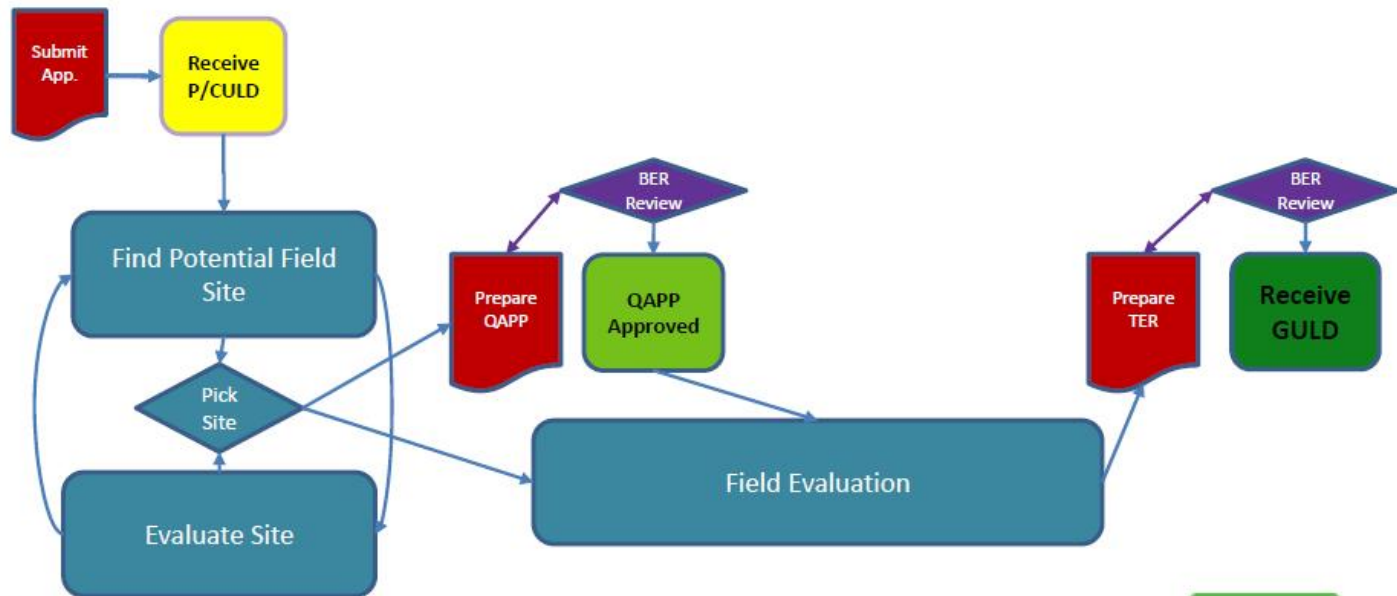 Submit
App.
Receive
P/CULD
Find Potential Field
Site
Pick
Site
Evaluate Site
BER
Review
Prepare
QAPP
QAPP
Approved
Field Evaluation
BER
Review
Prepare
TER
Receive
GULD